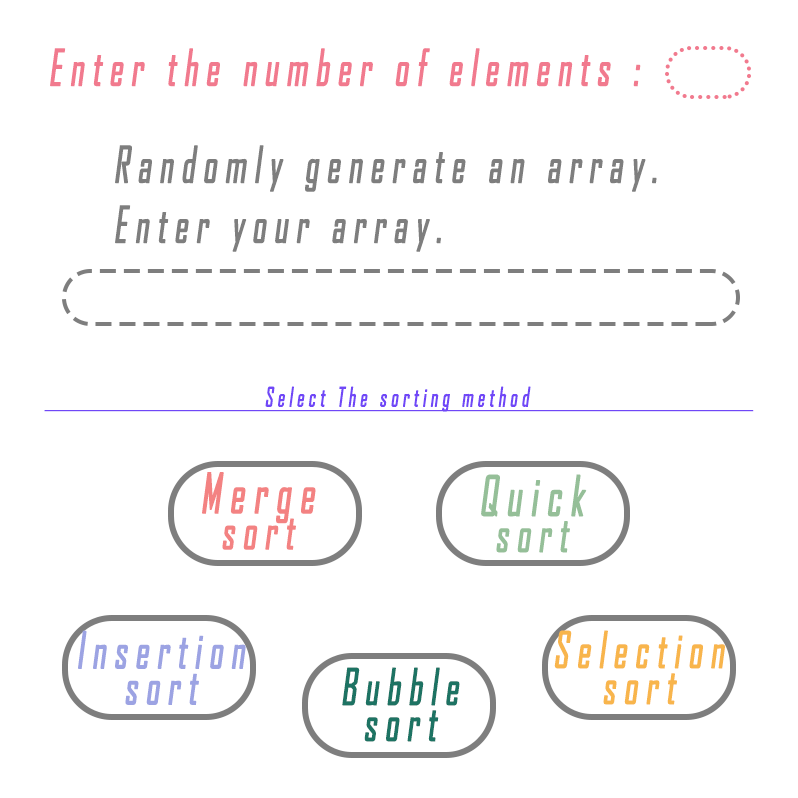 Enter the number of elements :
Randomly generate an array.
Enter your array.
Select The sorting method
Merge
sort
Quick
sort
Insertion
sort
Bubble
sort
Selection
sort